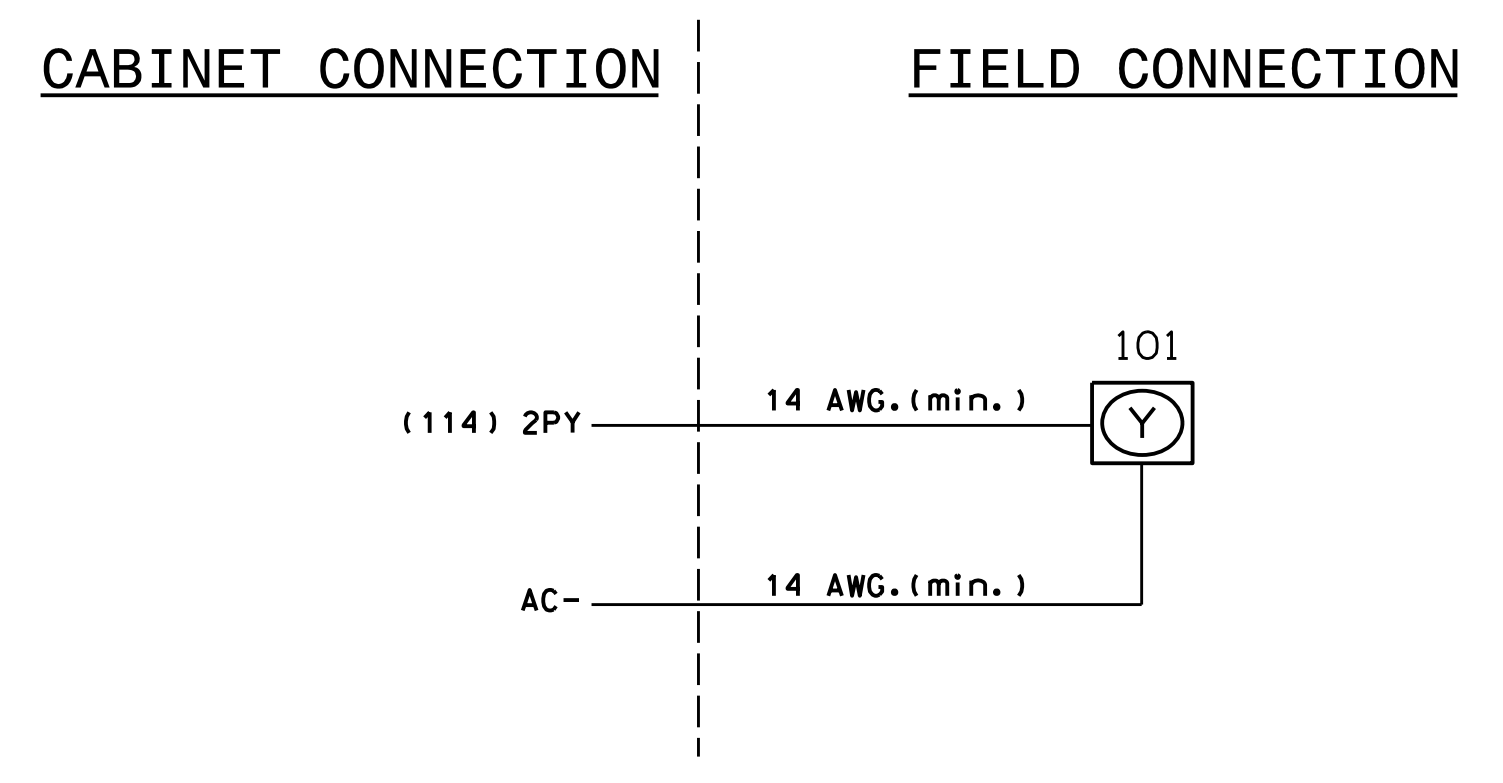 CABINET CONNECTION
FIELD CONNECTION
101
14 AWG.(min.)
(114) 2PY
Y
14 AWG.(min.)
AC-